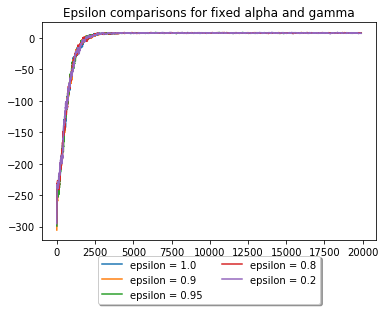 Epsilon comparisons for fixed alpha and gamma
0
−50
−100
−150
−200
−250
−300
0 2500 5000 7500 10000 12500 15000 17500 20000
epsilon = 1.0 epsilon = 0.8
epsilon = 0.9 epsilon = 0.2
epsilon = 0.95